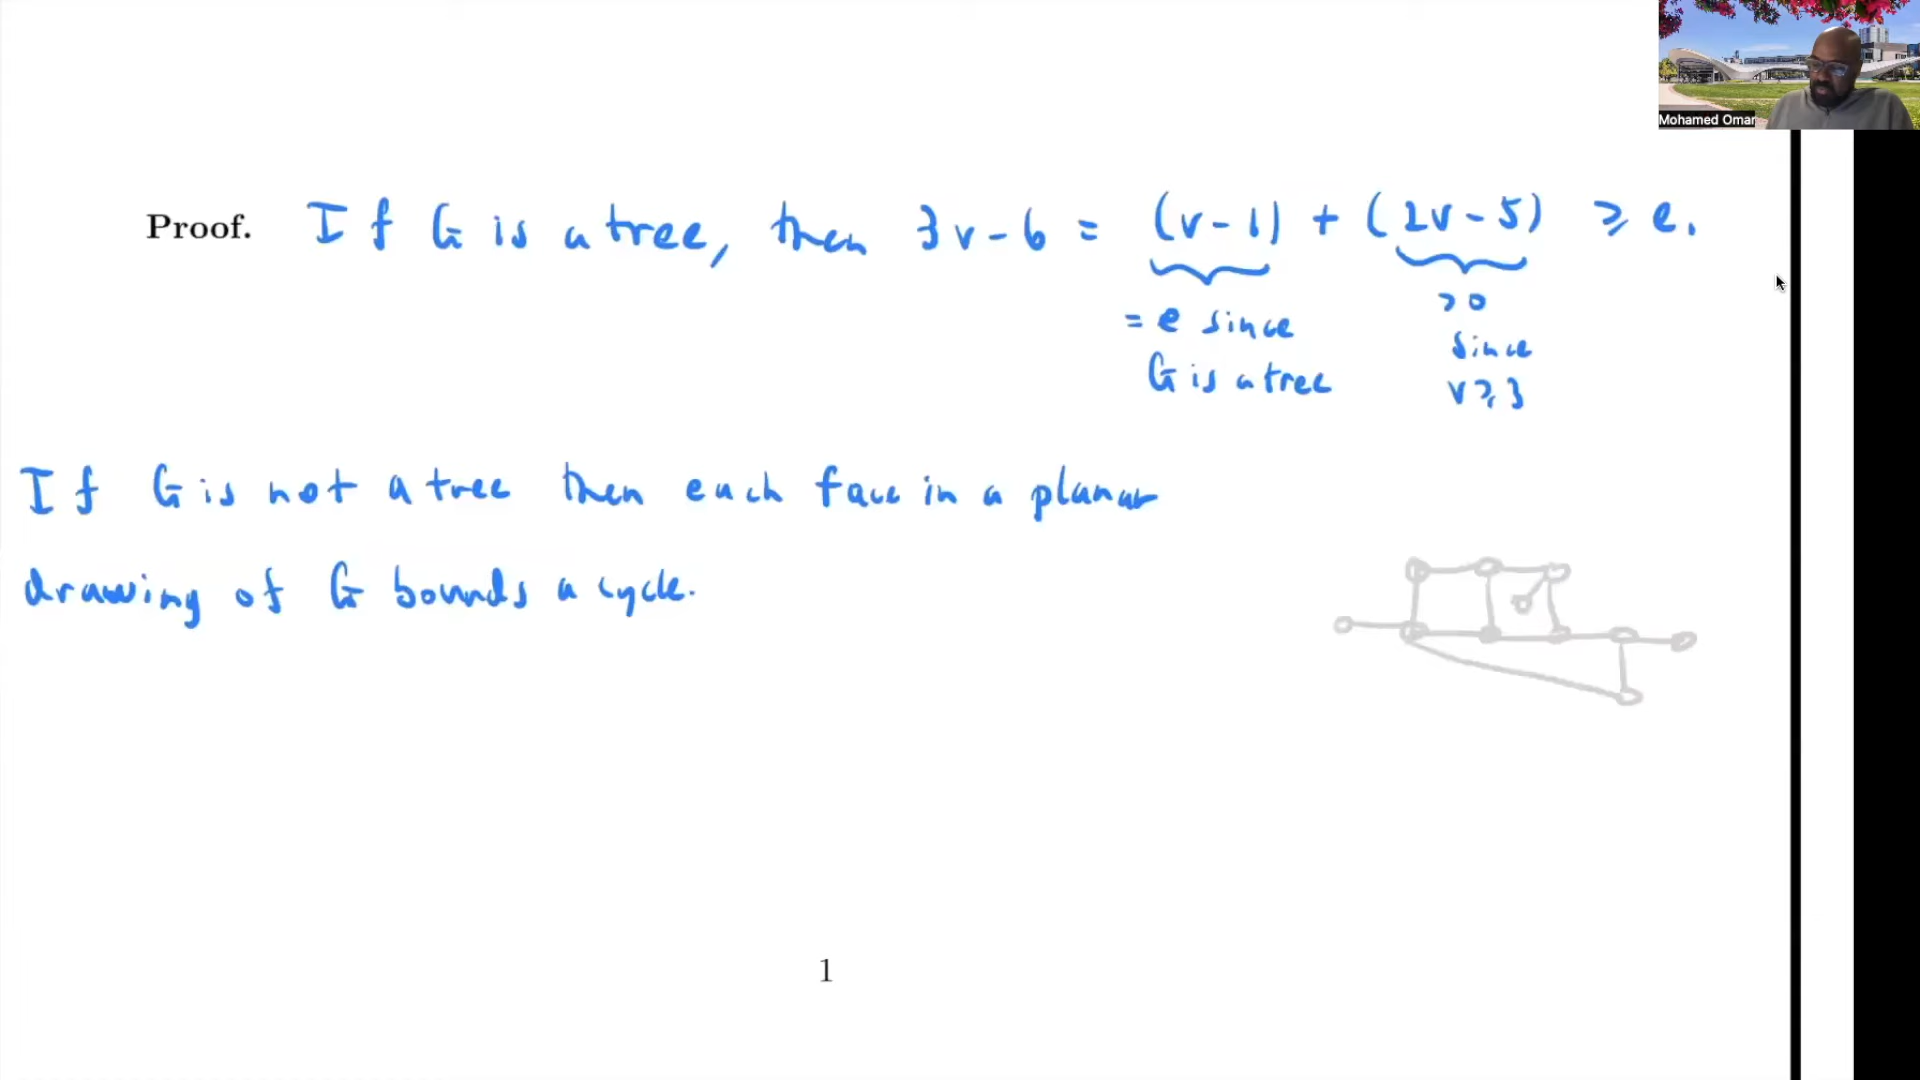 Mohamed Omar
Proof. If G is a tree, then 3v - 6 = (v - 1) + (2v - 5) ≥ e.
= e since
G is a tree
> 0
since
v ≥ 3
If G is not a tree then each face in a planar
drawing of G bounds a cycle.
1